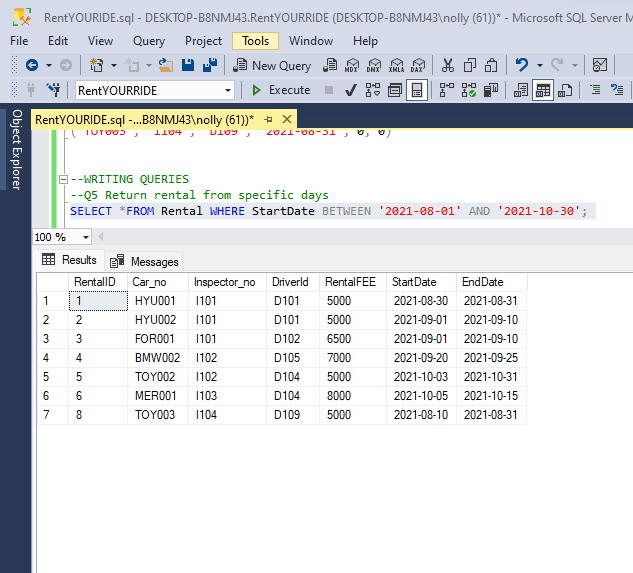 RentYOURIDE.sql - DESKTOP-B8NMJ43.RentYOURRIDE (DESKTOP-B8NMJ43\nolly (61))* - Microsoft SQL Server M
File Edit View Query Project Tools Window Help
New Query MDX DMX XMLA DAX
RentYOURRIDE Execute
Object Explorer
RentYOURIDE.sql -...B8NMJ43\nolly (61))*
('TOY003', 'I104', 'D109', '2021-08-31', 0, 0)
--WRITING QUERIES
--Q5 Return rental from specific days
SELECT *FROM Rental WHERE StartDate BETWEEN '2021-08-01' AND '2021-10-30';
100 %
Results Messages
RentalID Car_no Inspector_no DriverId RentalFEE StartDate EndDate
1 1 HYU001 I101 D101 5000 2021-08-30 2021-08-31
2 2 HYU002 I101 D101 5000 2021-09-01 2021-09-10
3 3 FOR001 I101 D102 6500 2021-09-01 2021-09-10
4 4 BMW002 I102 D105 7000 2021-09-20 2021-09-25
5 5 TOY002 I102 D104 5000 2021-10-03 2021-10-31
6 6 MER001 I103 D104 8000 2021-10-05 2021-10-15
7 8 TOY003 I104 D109 5000 2021-08-10 2021-08-31